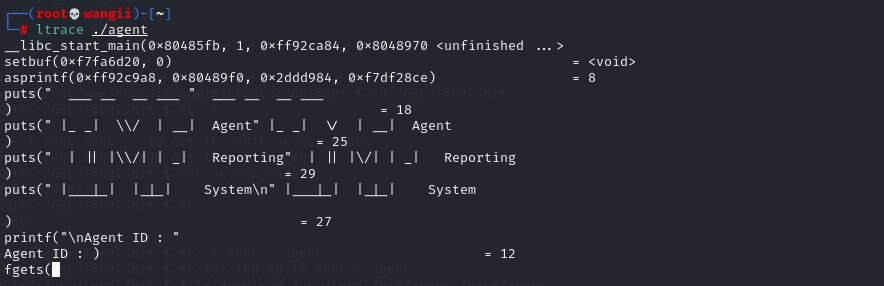 ┌──(root💀wangii)-[~]
└─# ltrace ./agent
__libc_start_main(0×80485fb, 1, 0×ff92ca84, 0×8048970 <unfinished ...>
setbuf(0×f7fa6d20, 0) = <void>
asprintf(0×ff92c9a8, 0×80489f0, 0×2ddd984, 0×f7df28ce) = 8
puts("  ___ __  __ ___ "  ___ __  __ ___
) = 18
puts(" |_ _|  \\/  | __|  Agent" |_ _|  \/  | __|  Agent
) = 25
puts("  | || |\\/| | _|   Reporting"  | || |\/| | _|   Reporting
) = 29
puts(" |___|_|  |_|_|    System\n" |___|_|  |_|_|    System

) = 27
printf("\nAgent ID : "
Agent ID : ) = 12
fgets(